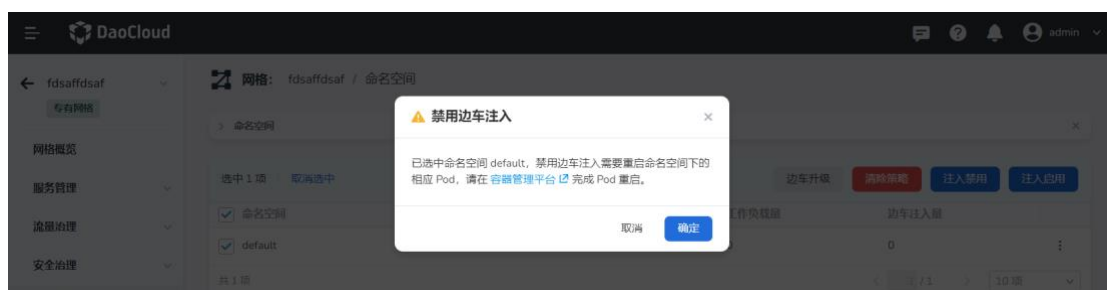 DaoCloud
admin
fdsaffdsaf
专有网格
网格： fdsaffdsaf / 命名空间
命名空间
网格概览
服务管理
流量治理
安全治理
选中 1 项
取消选中
边车升级
清除策略
注入禁用
注入启用
命名空间
工作负载量
边车注入量
default
0
共 1 项
/ 1
10 项
禁用边车注入
已选中命名空间 default，禁用边车注入需要重启命名空间下的
相应 Pod，请在 容器管理平台 完成 Pod 重启。
取消
确定